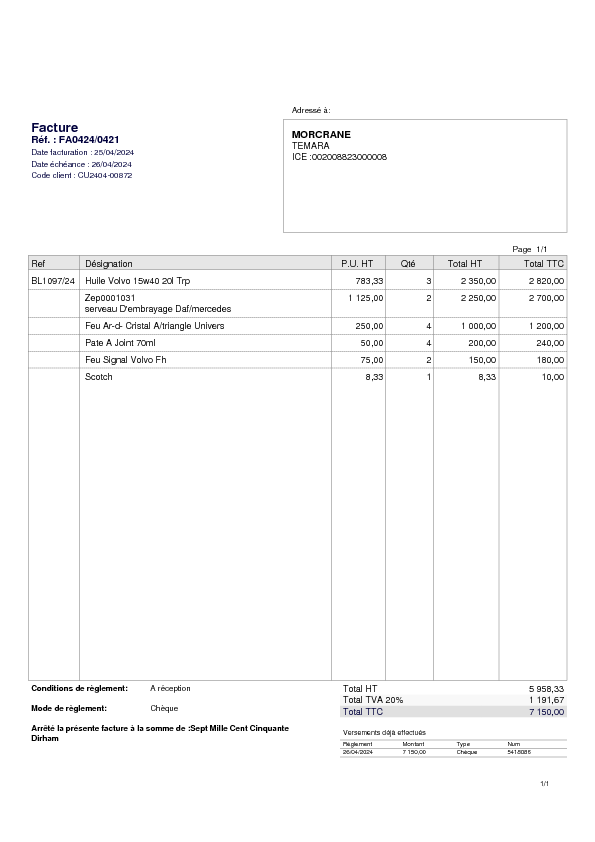 Adressé à:
Facture
Réf. : FA0424/0421
Date facturation : 25/04/2024
Date échéance : 26/04/2024
Code client : CU2404-00872
MORCRANE
TEMARA
ICE :002008823000008
Page 1/1
Ref Désignation P.U. HT Qté Total HT Total TTC
BL1097/24 Huile Volvo 15w40 20l Trp 783,33 3 2 350,00 2 820,00
Zep0001031 1 125,00 2 2 250,00 2 700,00
serveau D'embrayage Daf/mercedes
Feu Ar-d- Cristal A/triangle Univers 250,00 4 1 000,00 1 200,00
Pate A Joint 70ml 50,00 4 200,00 240,00
Feu Signal Volvo Fh 75,00 2 150,00 180,00
Scotch 8,33 1 8,33 10,00
Conditions de règlement: A réception
Mode de règlement: Chèque
Arrêté la présente facture à la somme de :Sept Mille Cent Cinquante
Dirham
Total HT 5 958,33
Total TVA 20% 1 191,67
Total TTC 7 150,00
Versements déjà effectués
Règlement Montant Type Num
26/04/2024 7 150,00 Chèque 5418086
1/1